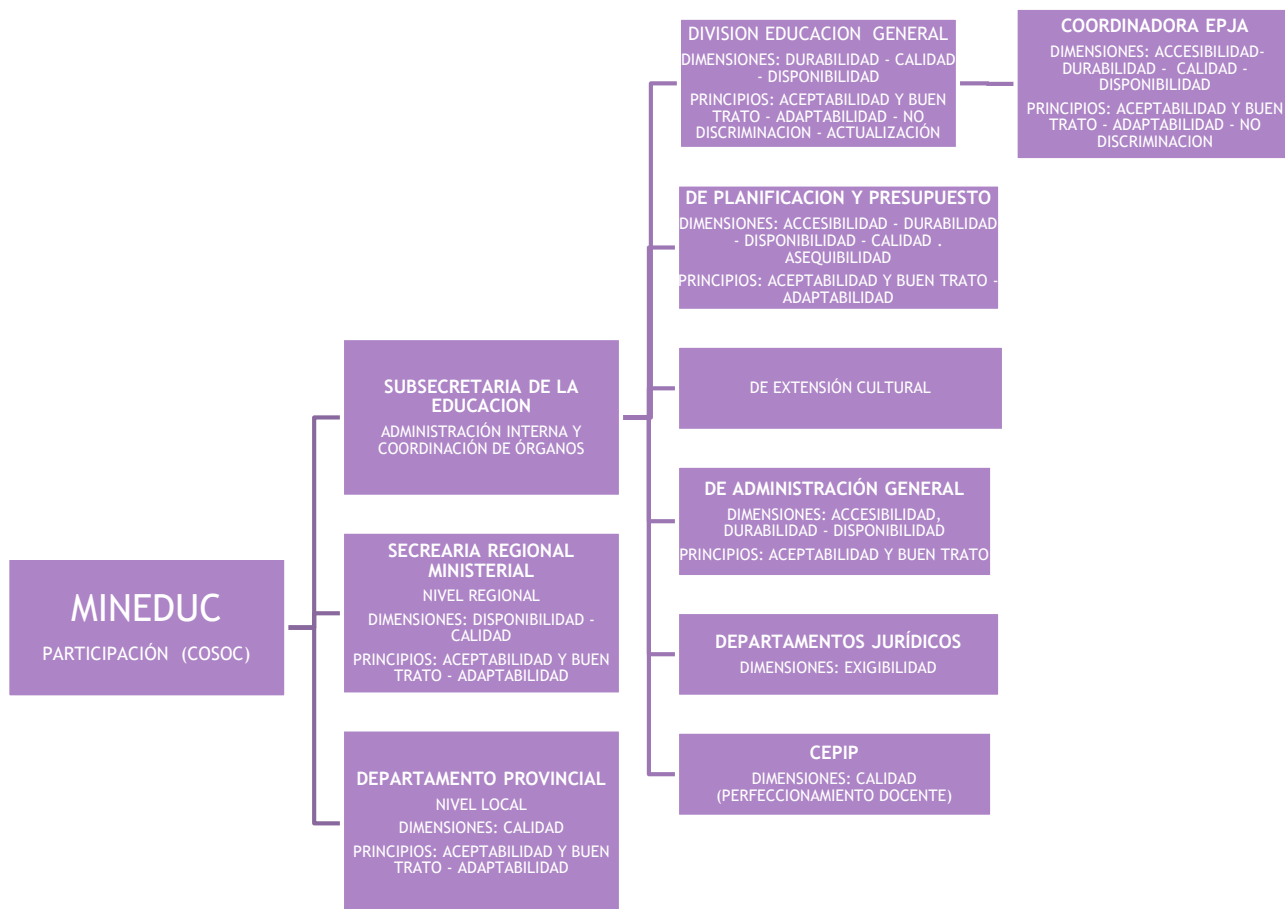 MINEDUC
PARTICIPACIÓN (COSOC)
SUBSECRETARIA DE LA
EDUCACION
ADMINISTRACIÓN INTERNA Y
COORDINACIÓN DE ÓRGANOS
DIVISION EDUCACION GENERAL
DIMENSIONES: DURABILIDAD - CALIDAD
- DISPONIBILIDAD
PRINCIPIOS: ACEPTABILIDAD Y BUEN
TRATO - ADAPTABILIDAD - NO
DISCRIMINACION - ACTUALIZACIÓN
COORDINADORA EPJA
DIMENSIONES: ACCESIBILIDAD-
DURABILIDAD - CALIDAD -
DISPONIBILIDAD
PRINCIPIOS: ACEPTABILIDAD Y BUEN
TRATO - ADAPTABILIDAD - NO
DISCRIMINACION
DE PLANIFICACION Y PRESUPUESTO
DIMENSIONES: ACCESIBILIDAD - DURABILIDAD
- DISPONIBILIDAD - CALIDAD .
ASEQUIBILIDAD
PRINCIPIOS: ACEPTABILIDAD Y BUEN TRATO -
ADAPTABILIDAD
DE EXTENSIÓN CULTURAL
DE ADMINISTRACIÓN GENERAL
DIMENSIONES: ACCESIBILIDAD,
DURABILIDAD - DISPONIBILIDAD
PRINCIPIOS: ACEPTABILIDAD Y BUEN TRATO
DEPARTAMENTOS JURÍDICOS
DIMENSIONES: EXIGIBILIDAD
CEPIP
DIMENSIONES: CALIDAD
(PERFECCIONAMIENTO DOCENTE)
SECREARIA REGIONAL
MINISTERIAL
NIVEL REGIONAL
DIMENSIONES: DISPONIBILIDAD -
CALIDAD
PRINCIPIOS: ACEPTABILIDAD Y BUEN
TRATO - ADAPTABILIDAD
DEPARTAMENTO PROVINCIAL
NIVEL LOCAL
DIMENSIONES: CALIDAD
PRINCIPIOS: ACEPTABILIDAD Y BUEN
TRATO - ADAPTABILIDAD